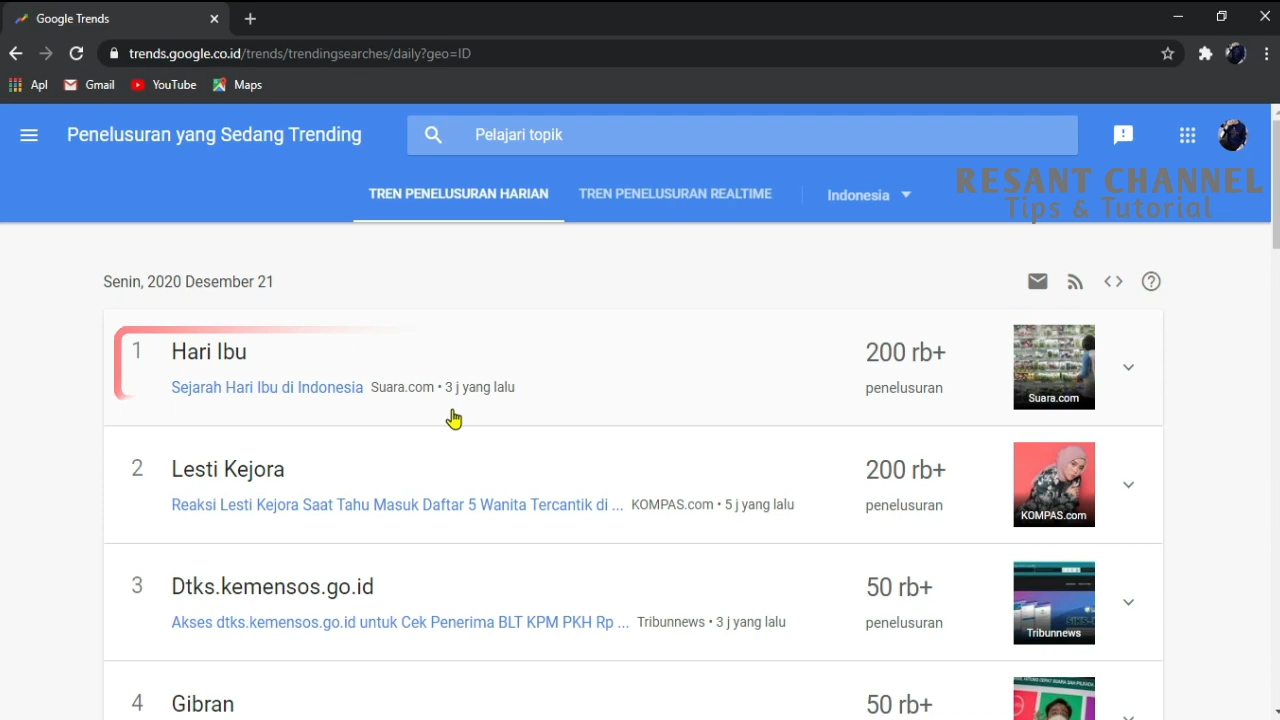 Google Trends
trends.google.co.id/trends/trendingsearches/daily?geo=ID
Apl Gmail YouTube Maps
Penelusuran yang Sedang Trending
Pelajari topik
TREN PENELUSURAN HARIAN TREN PENELUSURAN REALTIME Indonesia
RESANT CHANNEL
Tips & Tutorial
Senin, 2020 Desember 21
1 Hari Ibu 200 rb+
Sejarah Hari Ibu di Indonesia Suara.com • 3 j yang lalu penelusuran
Suara.com
2 Lesti Kejora 200 rb+
Reaksi Lesti Kejora Saat Tahu Masuk Daftar 5 Wanita Tercantik di ... KOMPAS.com • 5 j yang lalu penelusuran
KOMPAS.com
3 Dtks.kemensos.go.id 50 rb+
Akses dtks.kemensos.go.id untuk Cek Penerima BLT KPM PKH Rp ... Tribunnews • 3 j yang lalu penelusuran
Tribunnews
4 Gibran 50 rb+